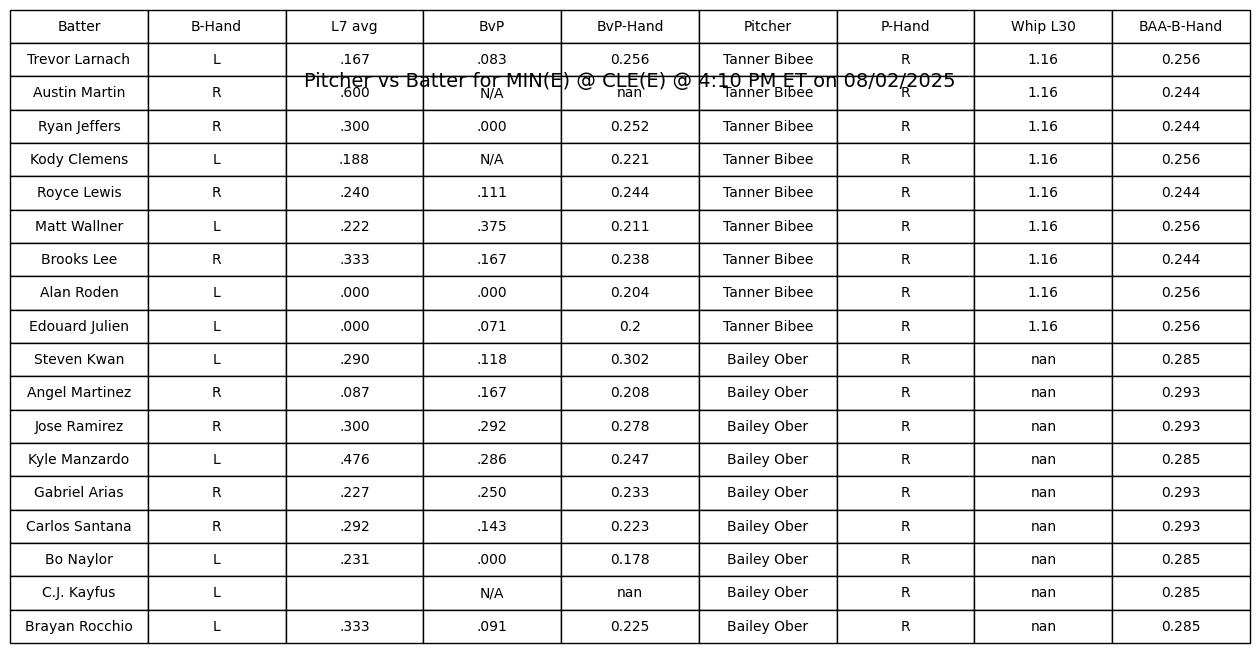 Batter B-Hand L7 avg BvP BvP-Hand Pitcher P-Hand Whip L30 BAA-B-Hand
Trevor Larnach L .167 .083 0.256 Tanner Bibee R 1.16 0.256
Pitcher vs Batter for MIN(E) @ CLE(E) @ 4:10 PM ET on 08/02/2025
Austin Martin R .600 N/A nan Tanner Bibee R 1.16 0.244
Ryan Jeffers R .300 .000 0.252 Tanner Bibee R 1.16 0.244
Kody Clemens L .188 N/A 0.221 Tanner Bibee R 1.16 0.256
Royce Lewis R .240 .111 0.244 Tanner Bibee R 1.16 0.244
Matt Wallner L .222 .375 0.211 Tanner Bibee R 1.16 0.256
Brooks Lee R .333 .167 0.238 Tanner Bibee R 1.16 0.244
Alan Roden L .000 .000 0.204 Tanner Bibee R 1.16 0.256
Edouard Julien L .000 .071 0.2 Tanner Bibee R 1.16 0.256
Steven Kwan L .290 .118 0.302 Bailey Ober R nan 0.285
Angel Martinez R .087 .167 0.208 Bailey Ober R nan 0.293
Jose Ramirez R .300 .292 0.278 Bailey Ober R nan 0.293
Kyle Manzardo L .476 .286 0.247 Bailey Ober R nan 0.285
Gabriel Arias R .227 .250 0.233 Bailey Ober R nan 0.293
Carlos Santana R .292 .143 0.223 Bailey Ober R nan 0.293
Bo Naylor L .231 .000 0.178 Bailey Ober R nan 0.285
C.J. Kayfus L N/A nan Bailey Ober R nan 0.285
Brayan Rocchio L .333 .091 0.225 Bailey Ober R nan 0.285